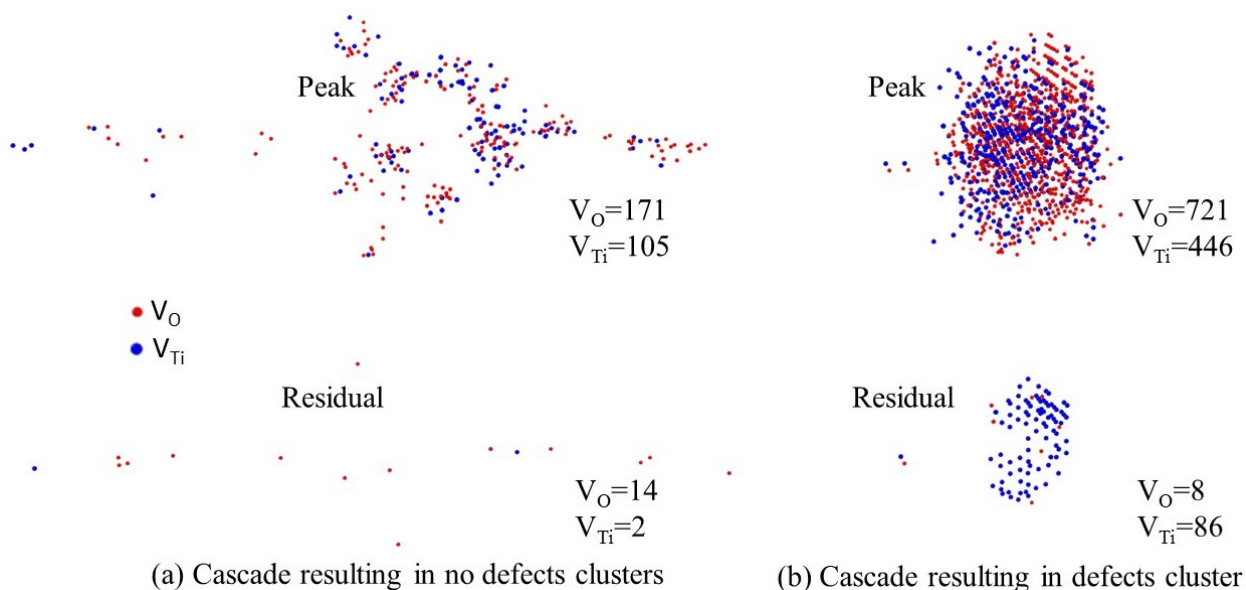 Peak
V_O=171
V_Ti=105
V_O
V_Ti
Residual
V_O=14
V_Ti=2
(a) Cascade resulting in no defects clusters
Peak
V_O=721
V_Ti=446
Residual
V_O=8
V_Ti=86
(b) Cascade resulting in defects cluster